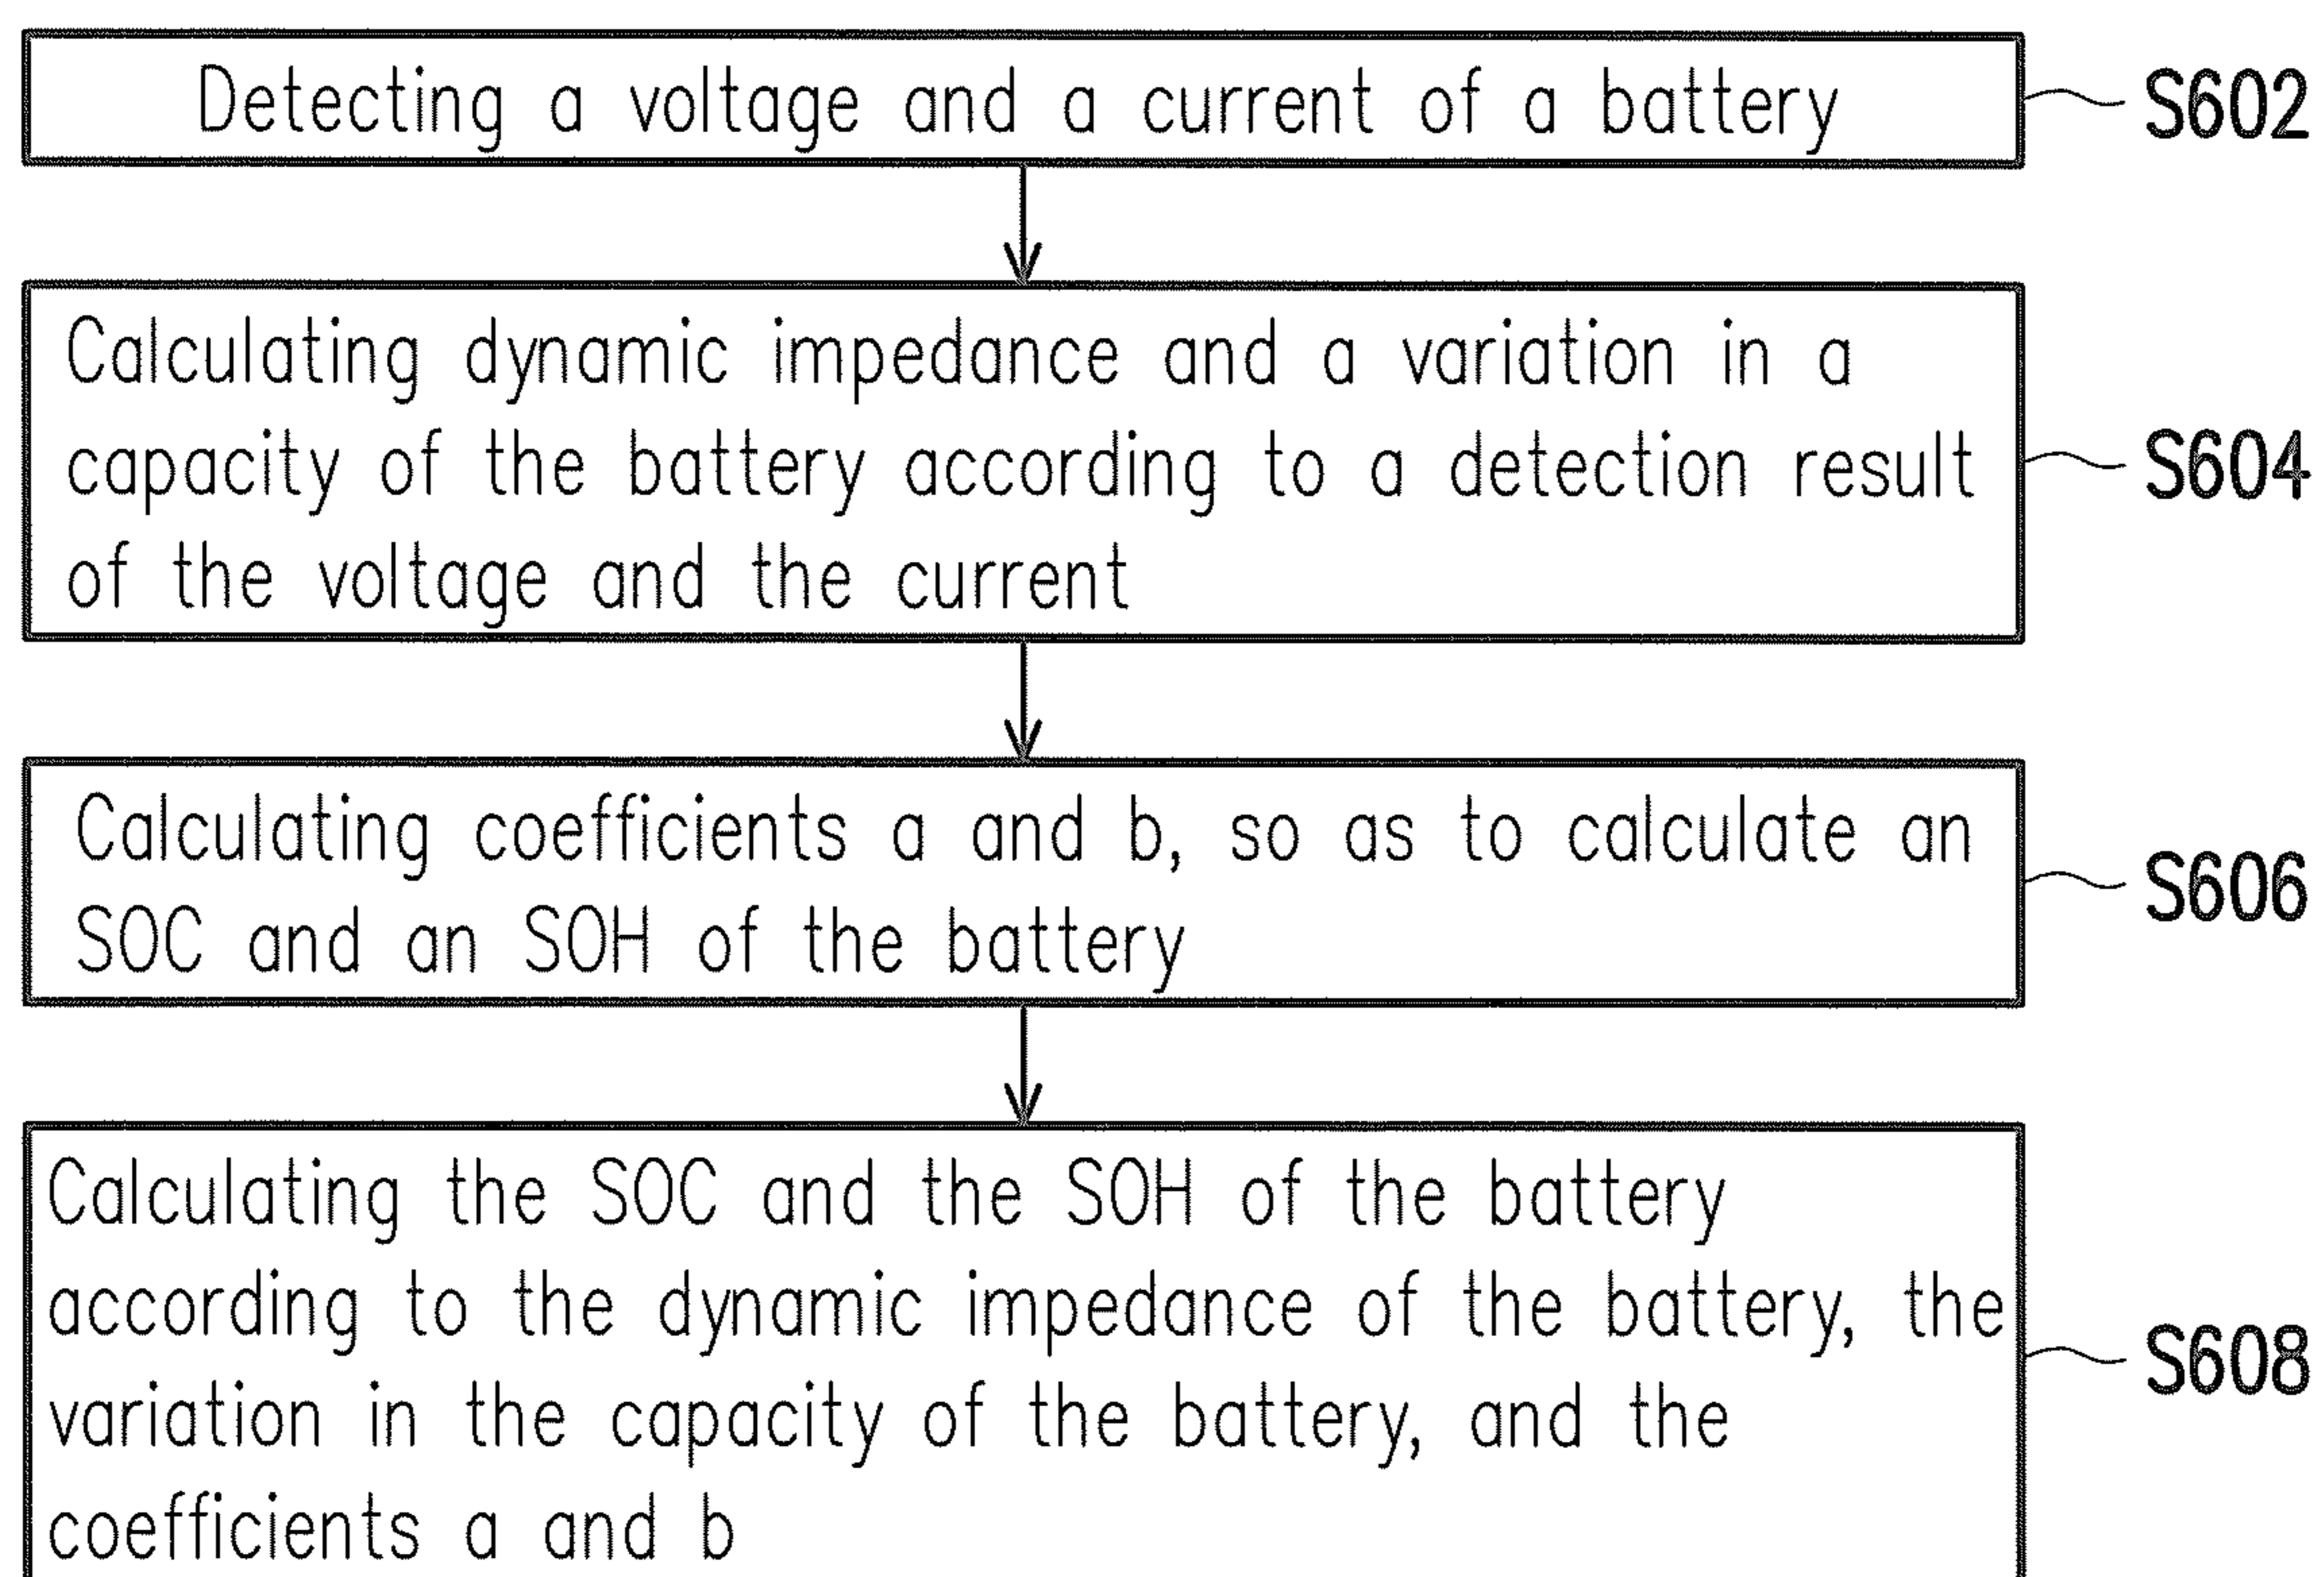 Detecting a voltage and a current of a battery
S602
Calculating dynamic impedance and a variation in a
capacity of the battery according to a detection result
of the voltage and the current
S604
Calculating coefficients a and b, so as to calculate an
SOC and an SOH of the battery
S606
Calculating the SOC and the SOH of the battery
according to the dynamic impedance of the battery, the
variation in the capacity of the battery, and the
coefficients a and b
S608